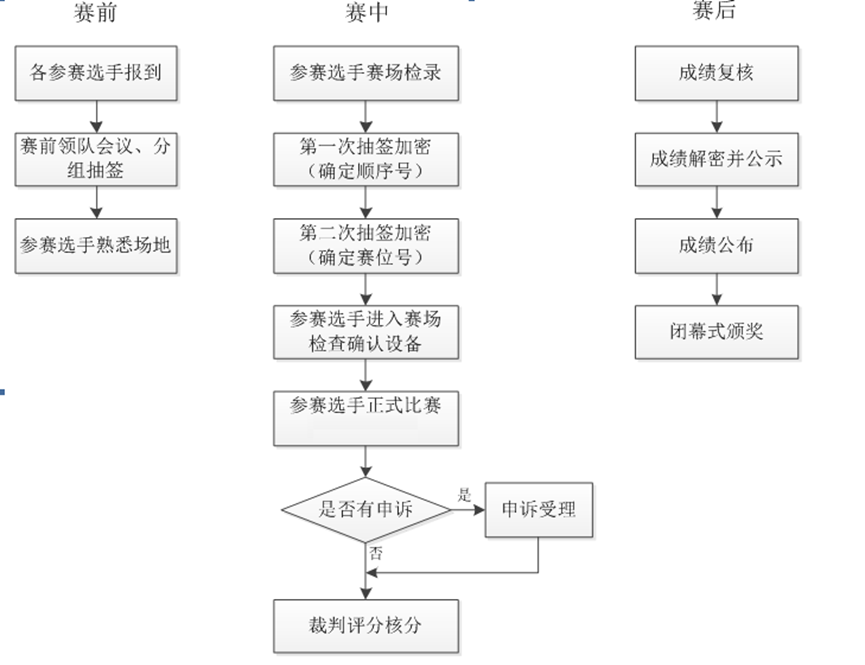 赛前
各参赛选手报到
赛前领队会议、分
组抽签
参赛选手熟悉场地
赛中
参赛选手赛场检录
第一次抽签加密
（确定顺序号）
第二次抽签加密
（确定赛位号）
参赛选手进入赛场
检查确认设备
参赛选手正式比赛
是否有申诉
是
申诉受理
否
裁判评分核分
赛后
成绩复核
成绩解密并公示
成绩公布
闭幕式颁奖